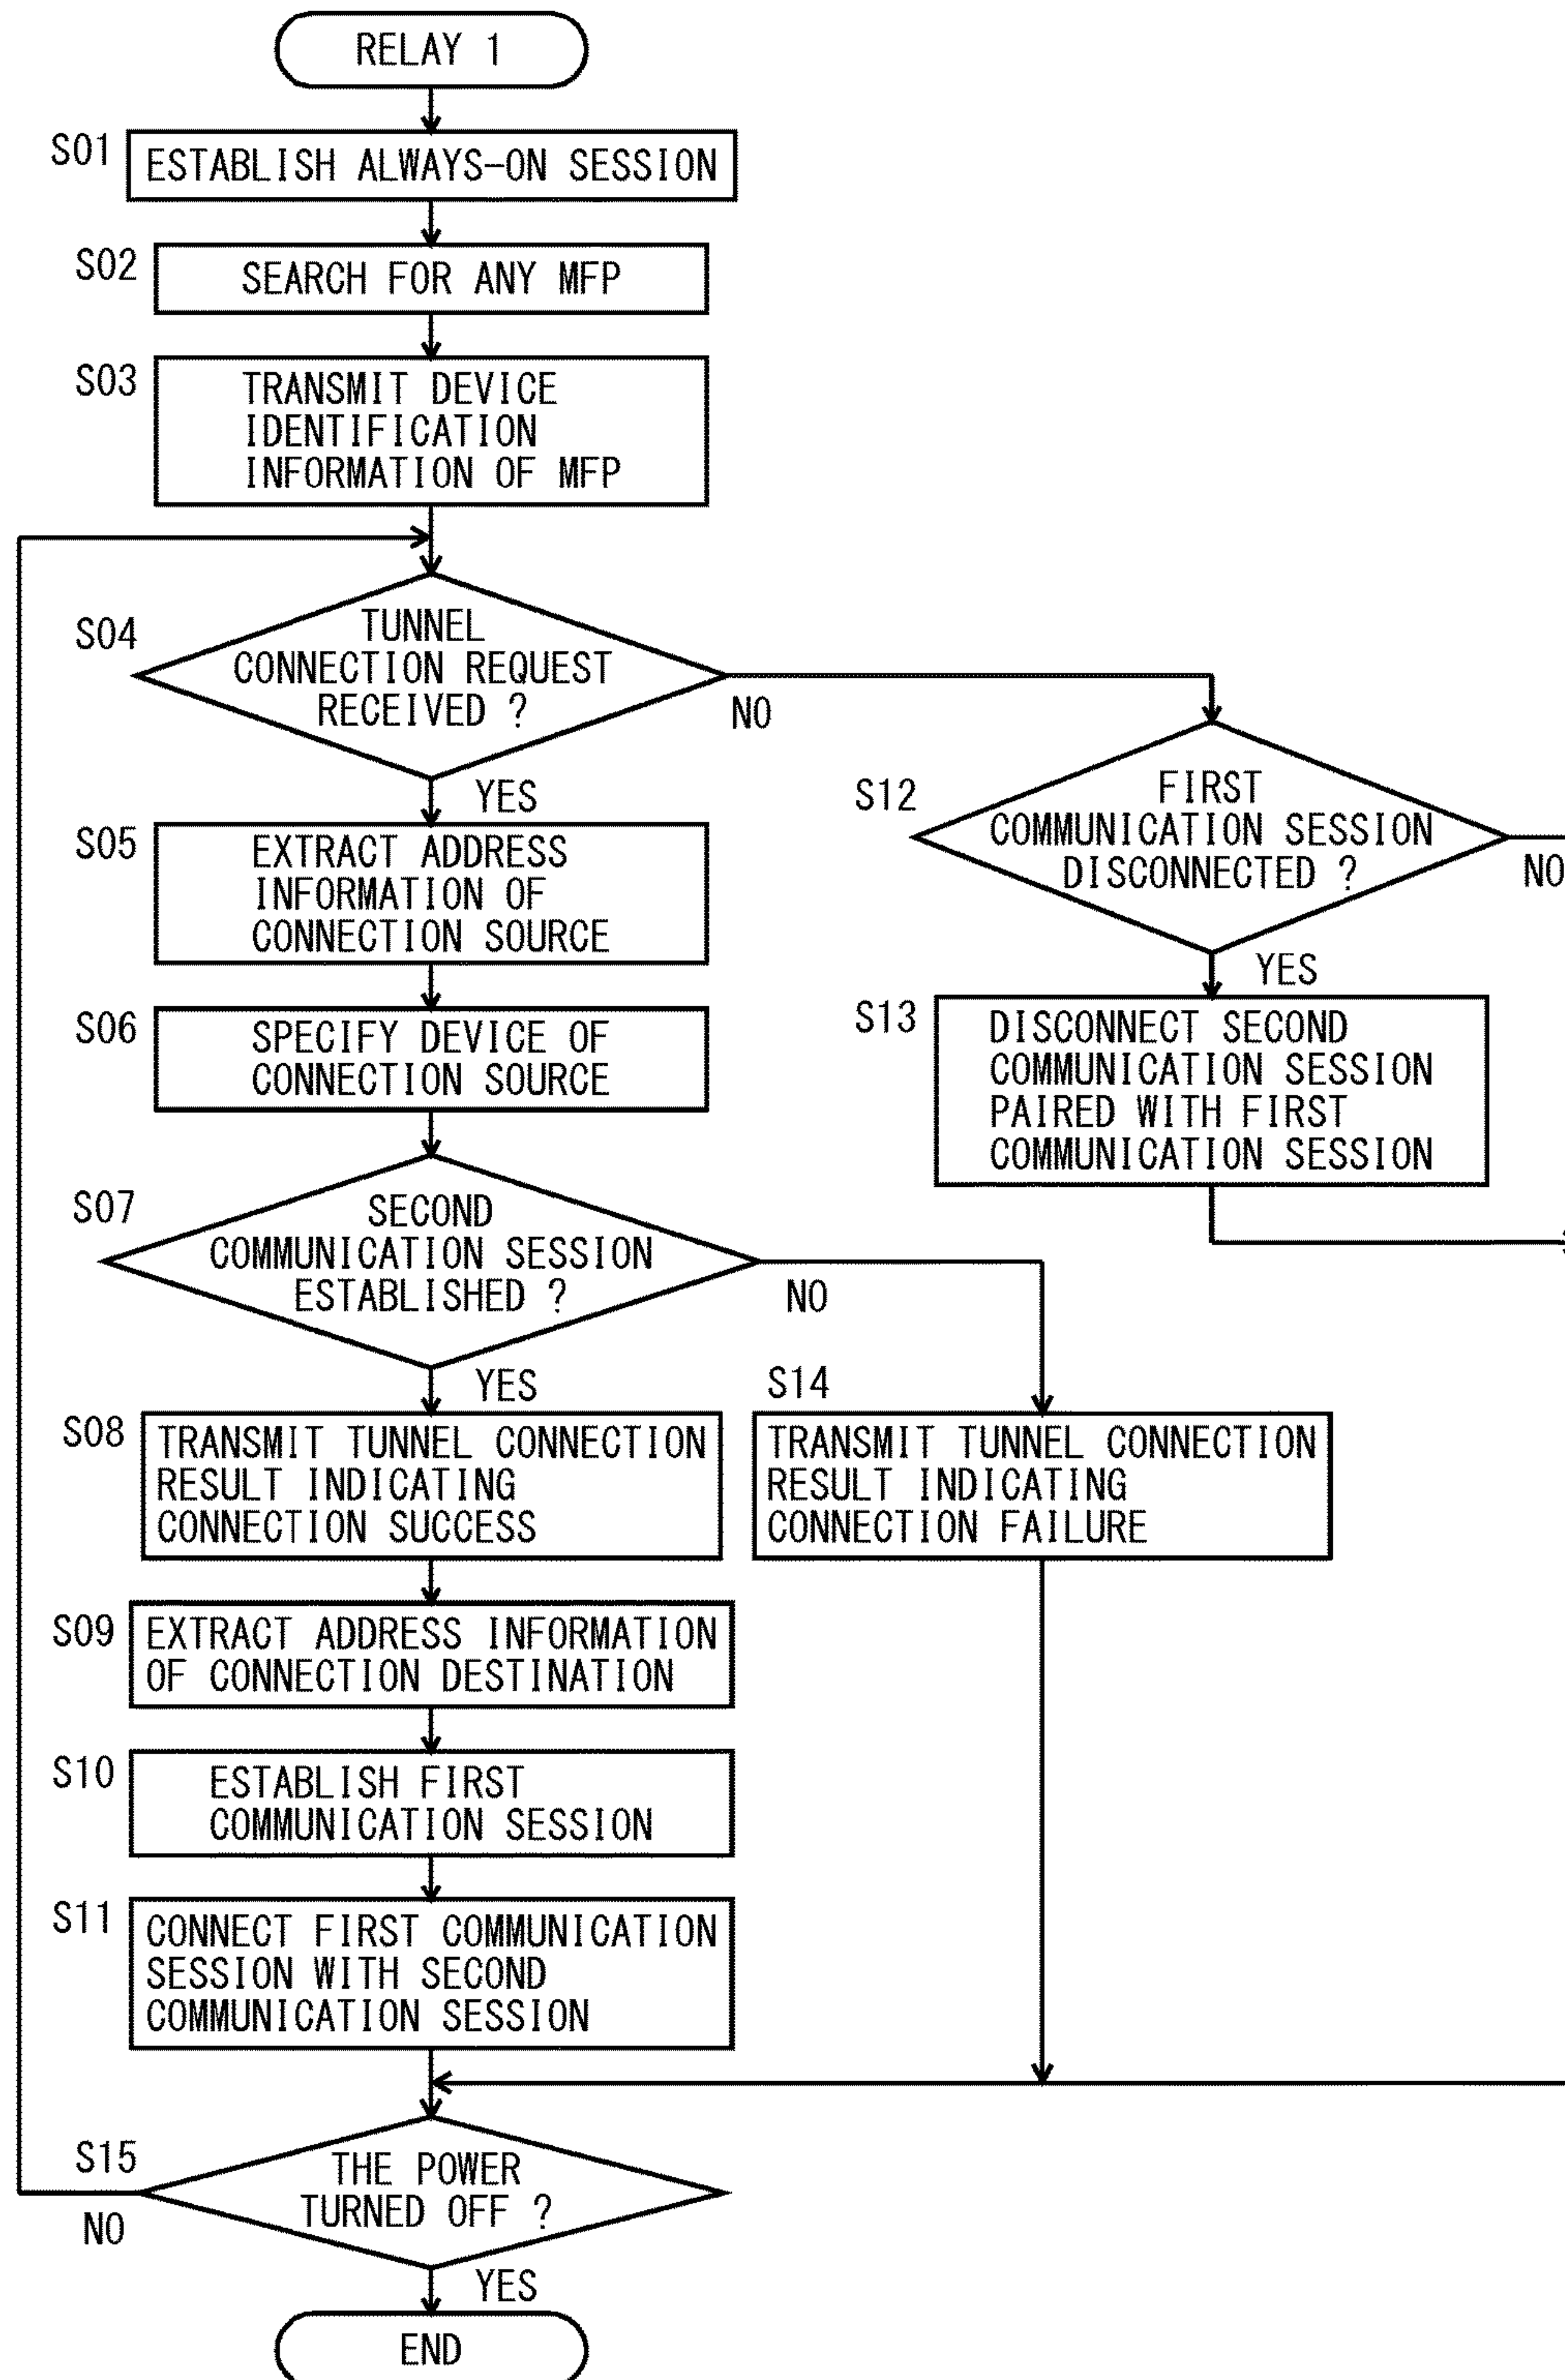 RELAY 1
S01
ESTABLISH ALWAYS-ON SESSION
S02
SEARCH FOR ANY MFP
S03
TRANSMIT DEVICE
IDENTIFICATION
INFORMATION OF MFP
S04
TUNNEL
CONNECTION REQUEST
RECEIVED ?
NO
YES
S12
FIRST
COMMUNICATION SESSION
DISCONNECTED ?
NO
YES
S05
EXTRACT ADDRESS
INFORMATION OF
CONNECTION SOURCE
S13
DISCONNECT SECOND
COMMUNICATION SESSION
PAIRED WITH FIRST
COMMUNICATION SESSION
S06
SPECIFY DEVICE OF
CONNECTION SOURCE
S07
SECOND
COMMUNICATION SESSION
ESTABLISHED ?
NO
YES
S08
TRANSMIT TUNNEL CONNECTION
RESULT INDICATING
CONNECTION SUCCESS
S14
TRANSMIT TUNNEL CONNECTION
RESULT INDICATING
CONNECTION FAILURE
S09
EXTRACT ADDRESS INFORMATION
OF CONNECTION DESTINATION
S10
ESTABLISH FIRST
COMMUNICATION SESSION
S11
CONNECT FIRST COMMUNICATION
SESSION WITH SECOND
COMMUNICATION SESSION
S15
THE POWER
TURNED OFF ?
NO
YES
END